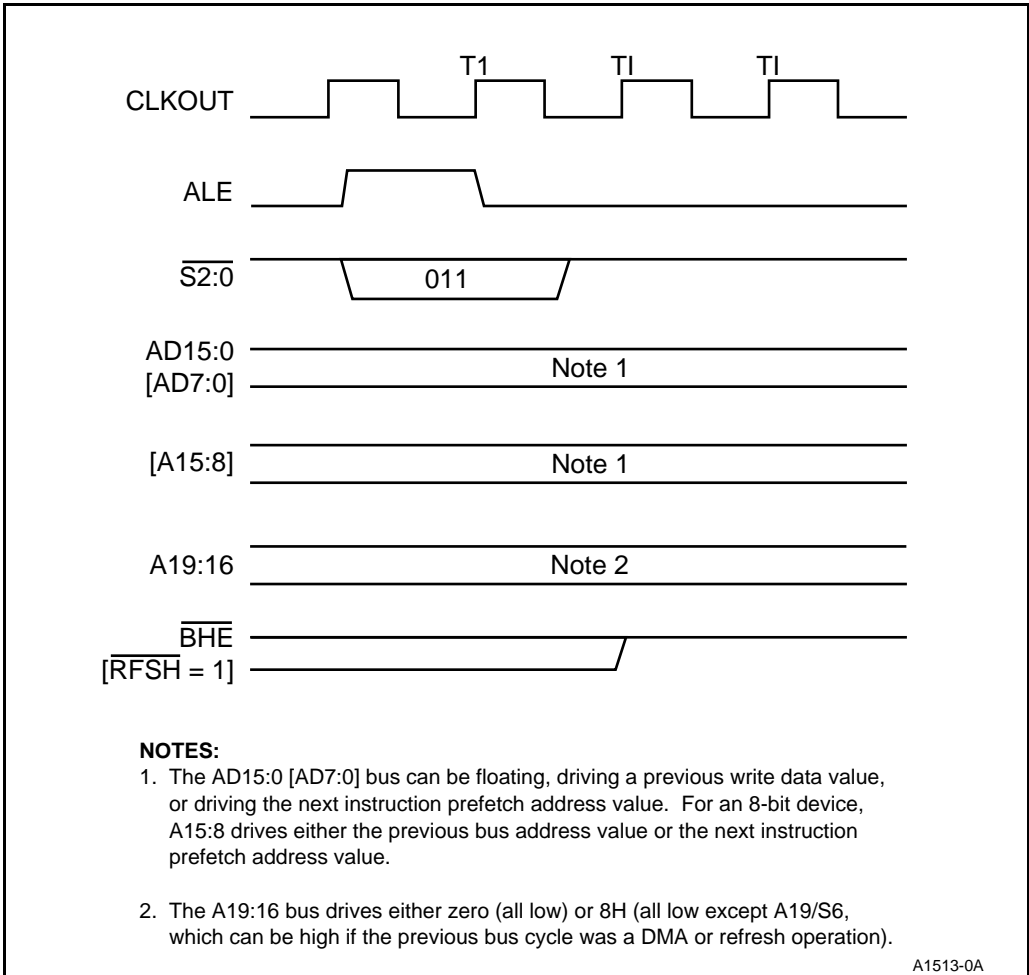 T1 TI TI
CLKOUT
ALE
S2:0
011
AD15:0
[AD7:0]
Note 1
[A15:8]
Note 1
A19:16
Note 2
BHE
[RFSH = 1]
NOTES:
1. The AD15:0 [AD7:0] bus can be floating, driving a previous write data value,
or driving the next instruction prefetch address value. For an 8-bit device,
A15:8 drives either the previous bus address value or the next instruction
prefetch address value.
2. The A19:16 bus drives either zero (all low) or 8H (all low except A19/S6,
which can be high if the previous bus cycle was a DMA or refresh operation).
A1513-0A